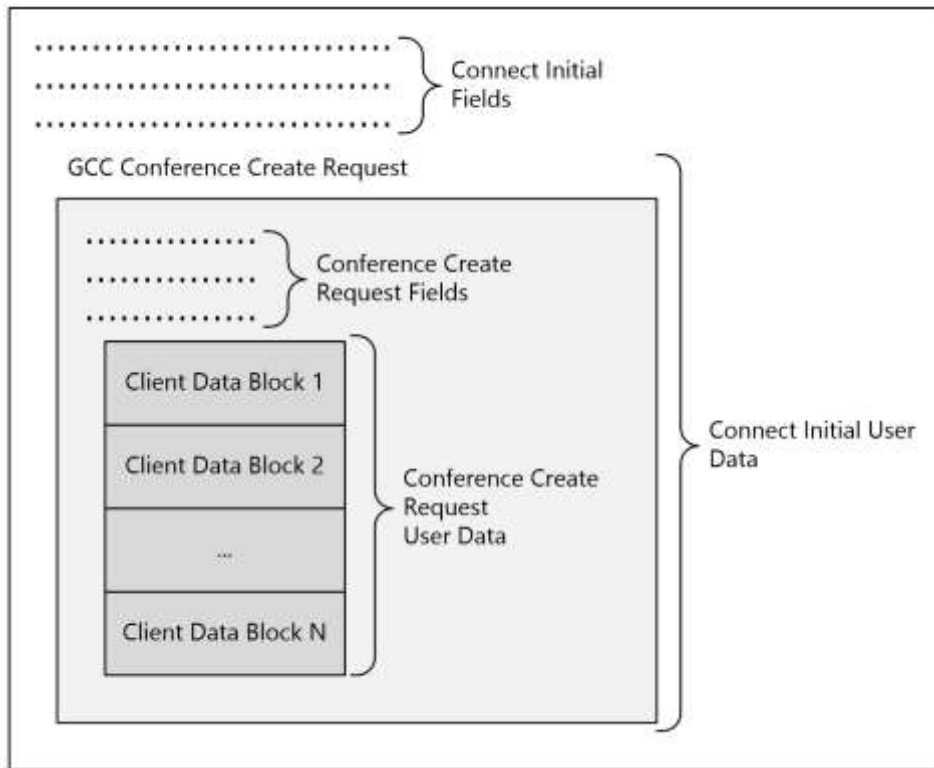 Connect Initial
Fields
GCC Conference Create Request
Conference Create
Request Fields
Client Data Block 1
Client Data Block 2
...
Client Data Block N
Conference Create
Request
User Data
Connect Initial User
Data